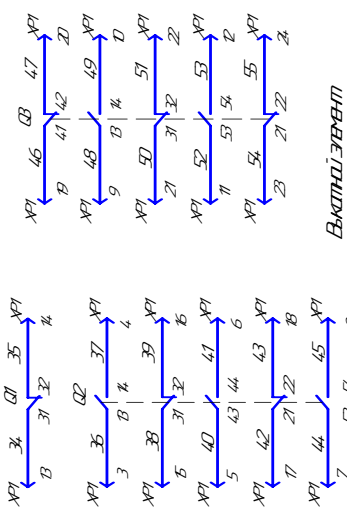 Q1
XP1 34 35 XP1
13 31 32 14
Q2
XP1 36 37 XP1
3 13 14 4
XP1 38 39 XP1
15 31 32 16
XP1 40 41 XP1
5 43 44 6
XP1 42 43 XP1
17 21 22 18
XP1 44 45 XP1
7
Q3
XP1 46 47 XP1
19 41 42 20
XP1 48 49 XP1
9 13 14 10
XP1 50 51 XP1
21 31 32 22
XP1 52 53 XP1
11 53 54 12
XP1 54 55 XP1
23 21 22 24
Выкатной элемент